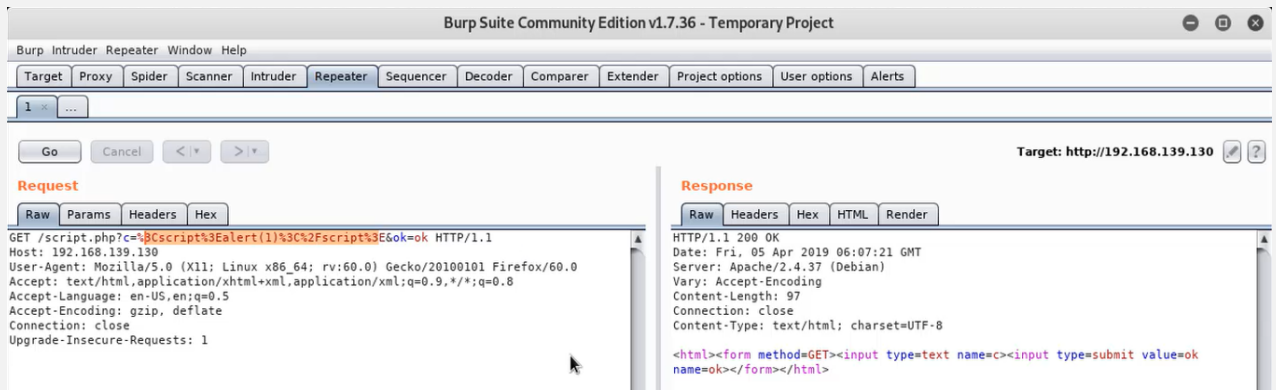 Burp Suite Community Edition v1.7.36 - Temporary Project
Burp Intruder Repeater Window Help
Target Proxy Spider Scanner Intruder Repeater Sequencer Decoder Comparer Extender Project options User options Alerts
1 × ...
Go Cancel < | ▾ > | ▾ Target: http://192.168.139.130 ?
Request
Raw Params Headers Hex
GET /script.php?c=%3Cscript%3Ealert(1)%3C%2Fscript%3E&ok=ok HTTP/1.1
Host: 192.168.139.130
User-Agent: Mozilla/5.0 (X11; Linux x86_64; rv:60.0) Gecko/20100101 Firefox/60.0
Accept: text/html,application/xhtml+xml,application/xml;q=0.9,*/*;q=0.8
Accept-Language: en-US,en;q=0.5
Accept-Encoding: gzip, deflate
Connection: close
Upgrade-Insecure-Requests: 1
Response
Raw Headers Hex HTML Render
HTTP/1.1 200 OK
Date: Fri, 05 Apr 2019 06:07:21 GMT
Server: Apache/2.4.37 (Debian)
Vary: Accept-Encoding
Content-Length: 97
Connection: close
Content-Type: text/html; charset=UTF-8
<html><form method=GET><input type=text name=c><input type=submit value=ok
name=ok></form></html>